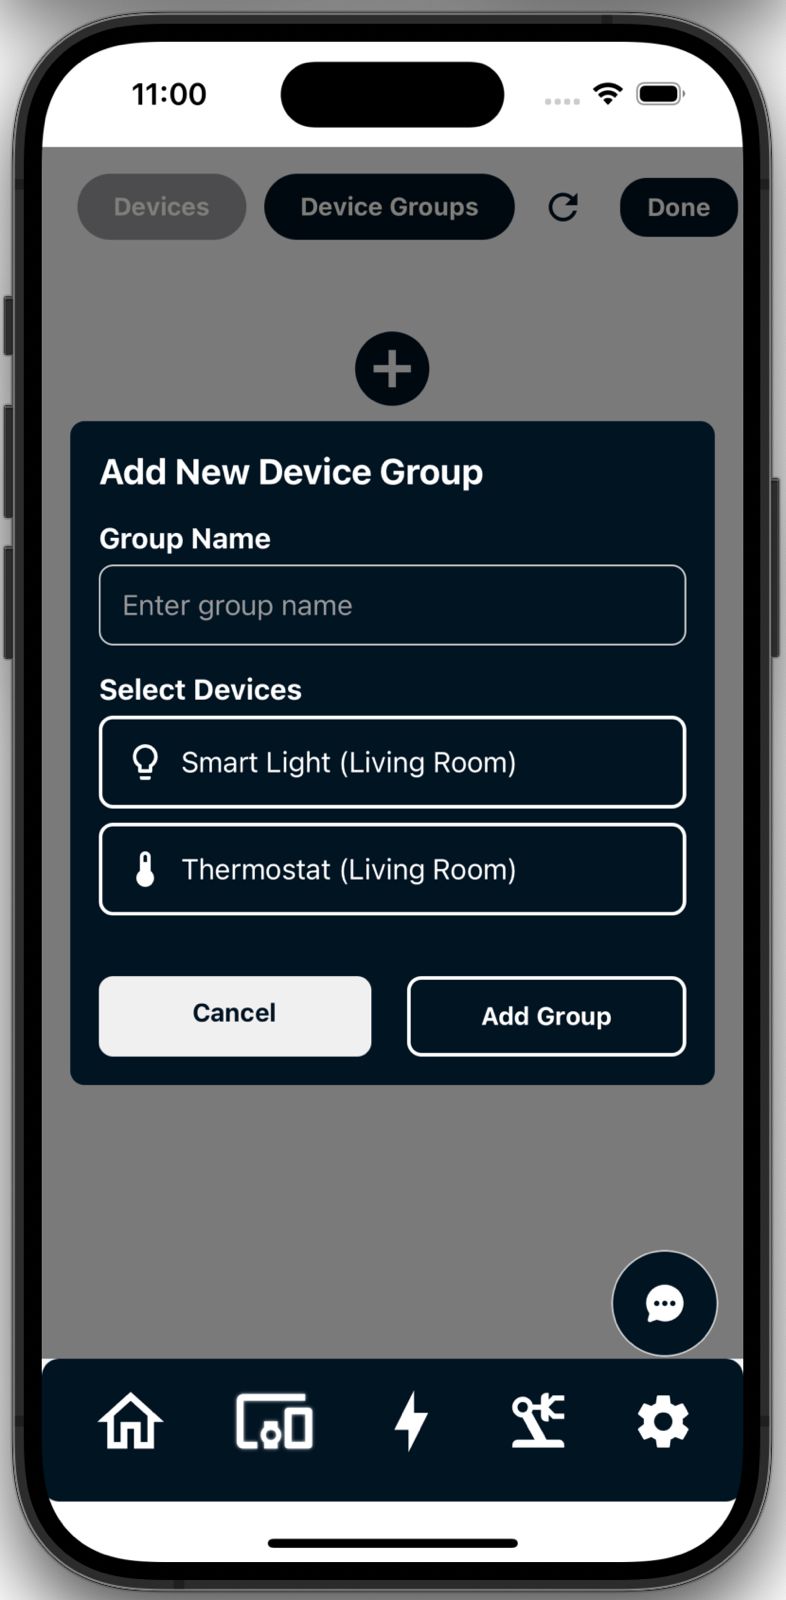 11:00
Devices
Device Groups
Done
Add New Device Group
Group Name
Enter group name
Select Devices
Smart Light (Living Room)
Thermostat (Living Room)
Cancel
Add Group